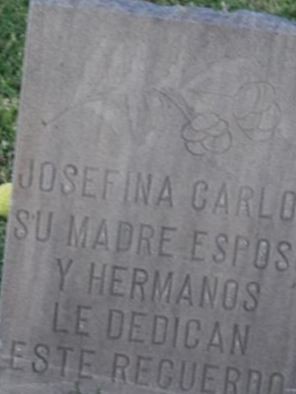 JOSEFINA CARLO
SU MADRE ESPOS
Y HERMANOS
LE DEDICAN
ESTE RECUERDO